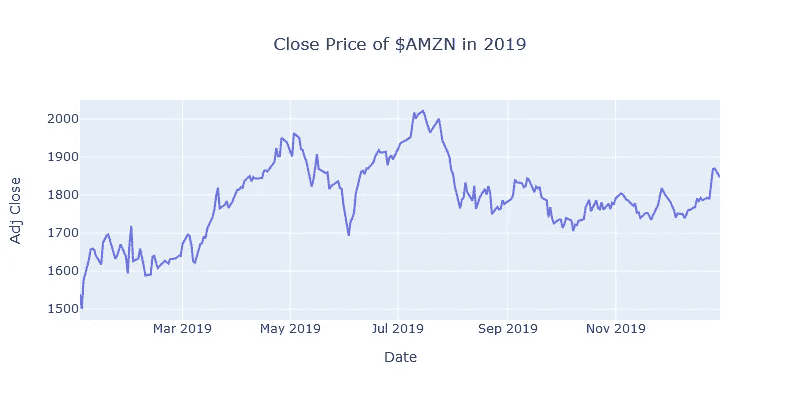 Close Price of $AMZN in 2019
Adj Close
2000
1900
1800
1700
1600
1500
Mar 2019 May 2019 Jul 2019 Sep 2019 Nov 2019
Date